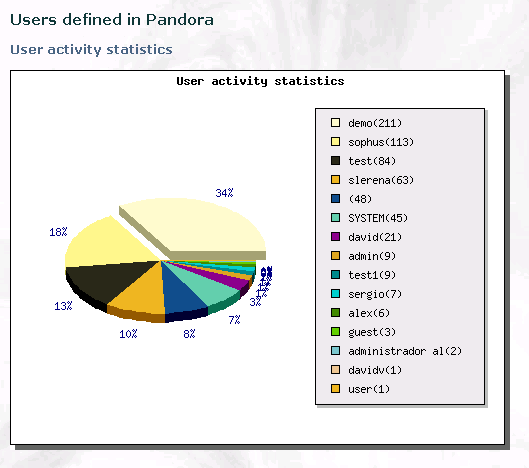 Users defined in Pandora
User activity statistics
User activity statistics
demo(211)
sophus(113)
test(84)
slerena(63)
(48)
SYSTEM(45)
david(21)
admin(9)
test1(9)
sergio(7)
alex(6)
guest(3)
administrador al(2)
davidv(1)
user(1)
34%
18%
13%
10%
8%
7%
3%